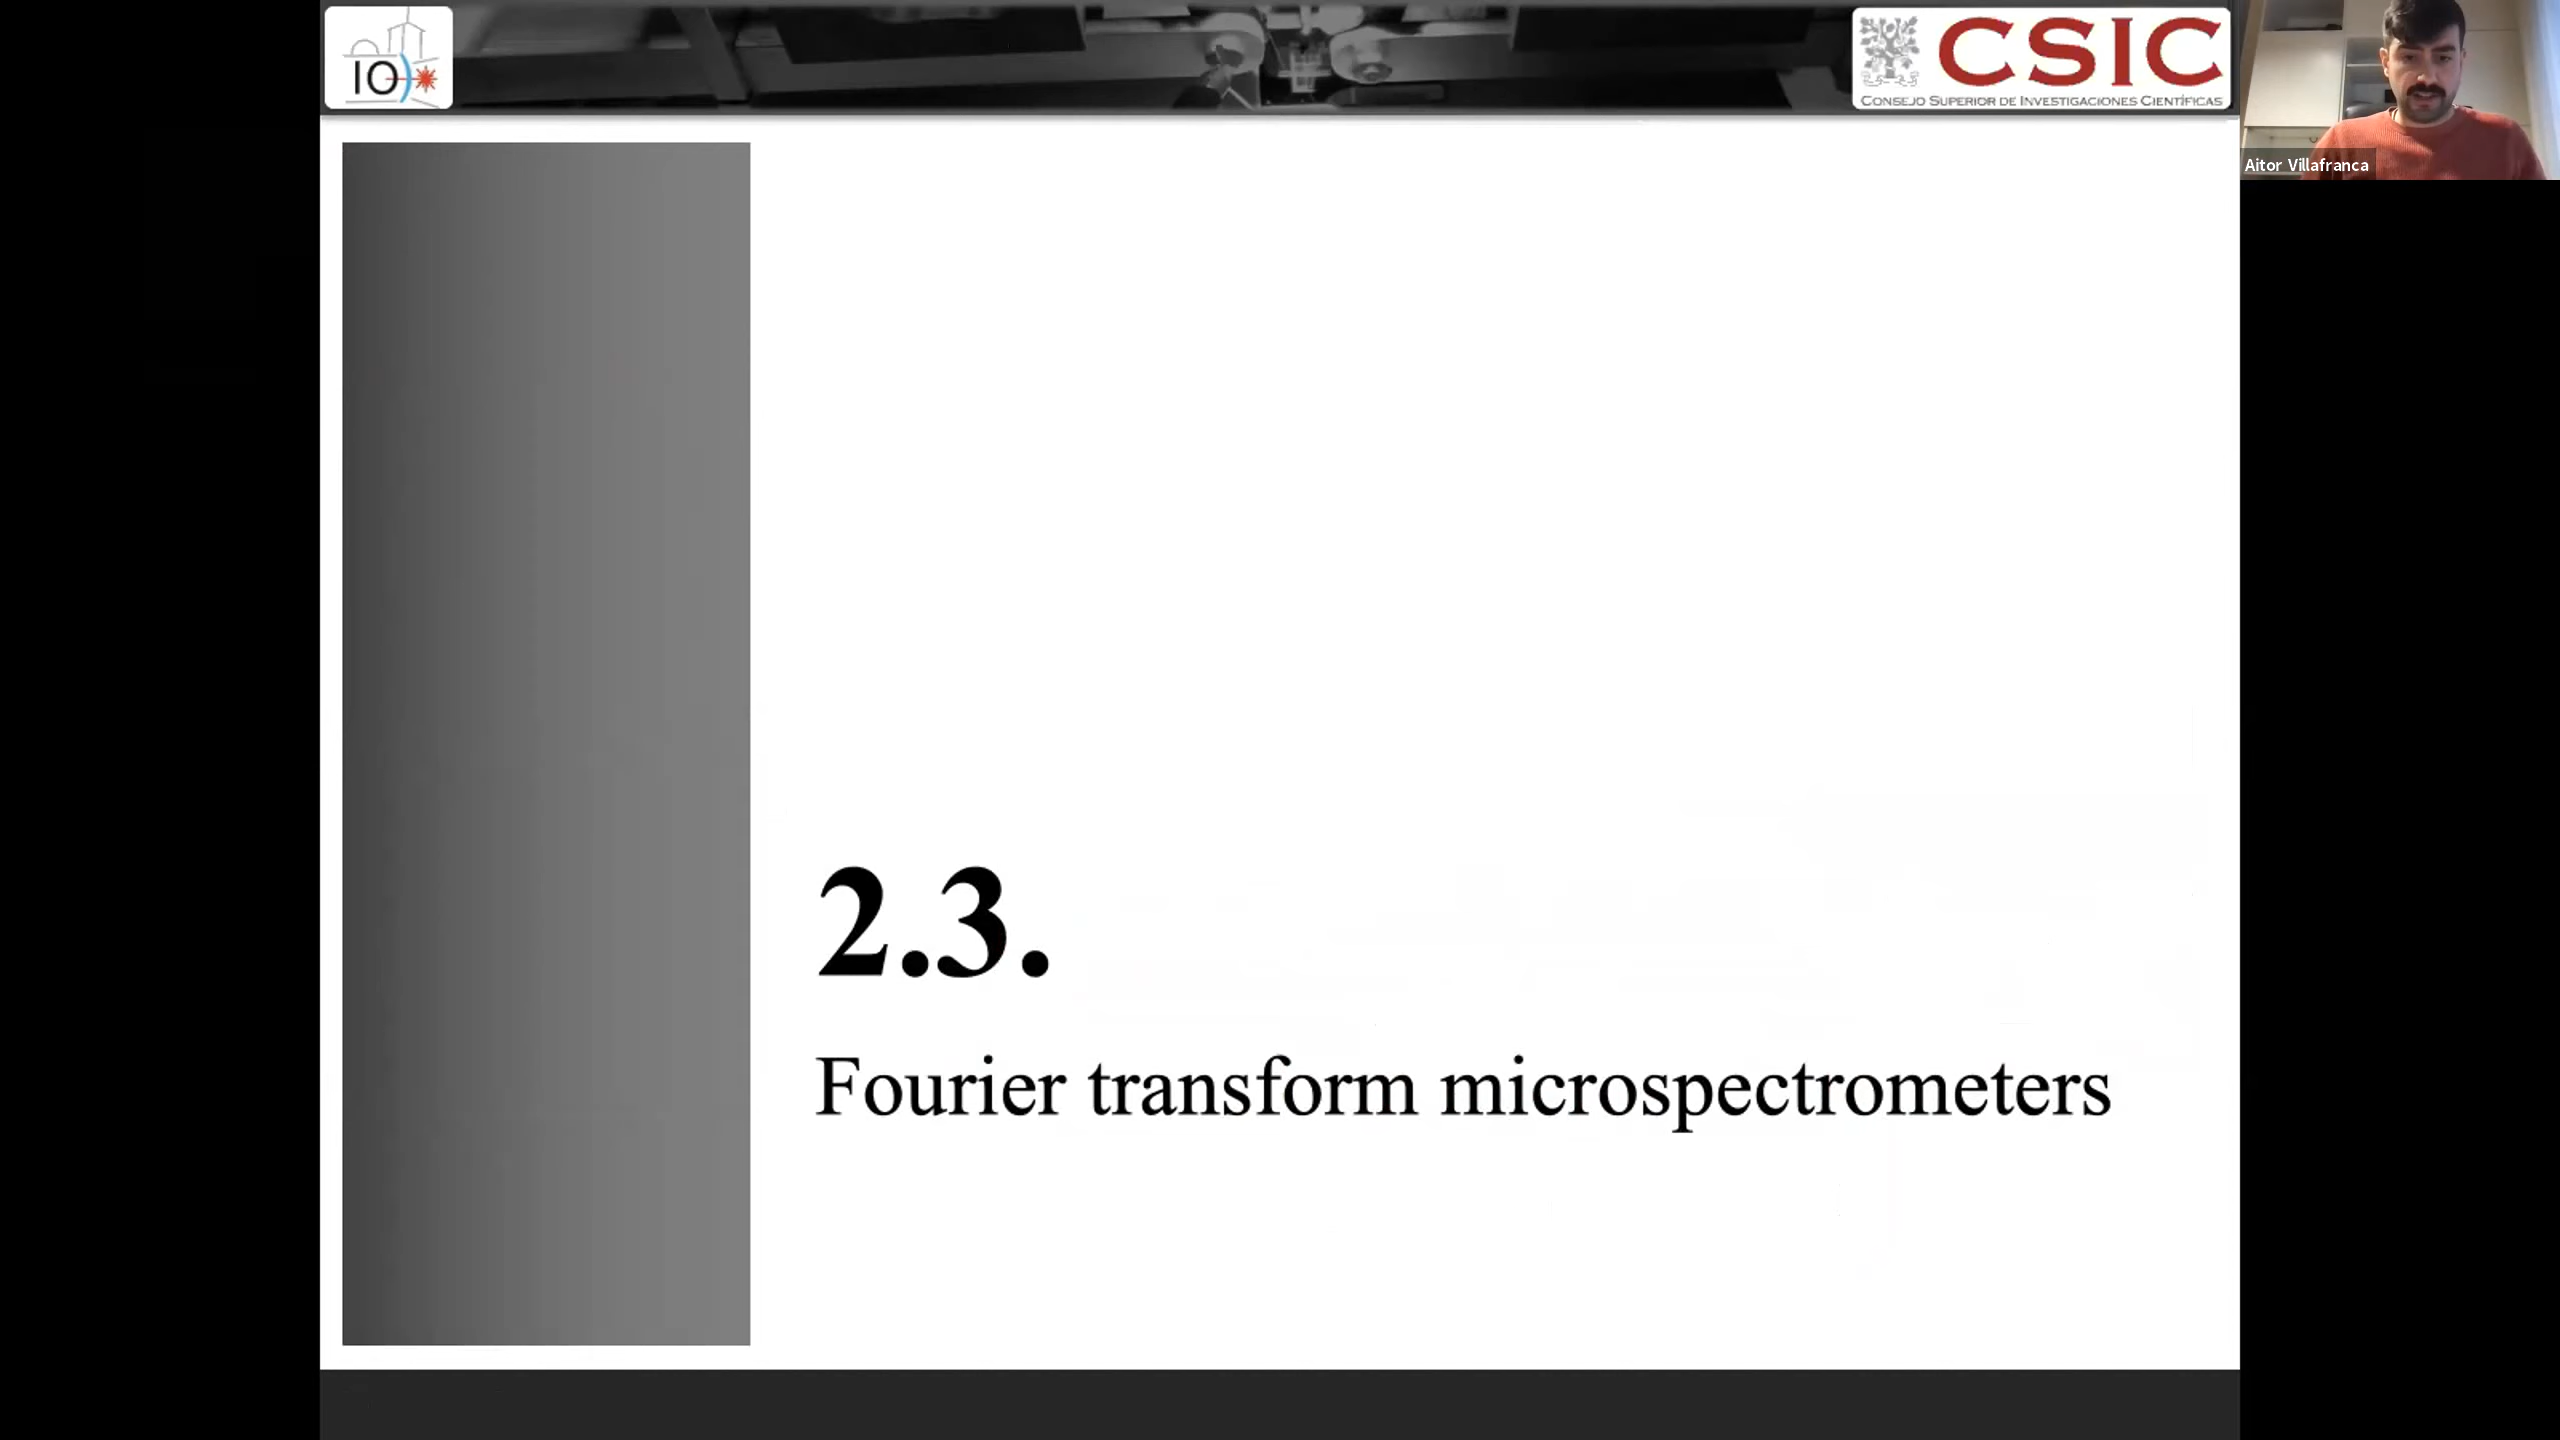 IO
CSIC
CONSEJO SUPERIOR DE INVESTIGACIONES CIENTÍFICAS
Aitor Villafranca
2.3.
Fourier transform microspectrometers